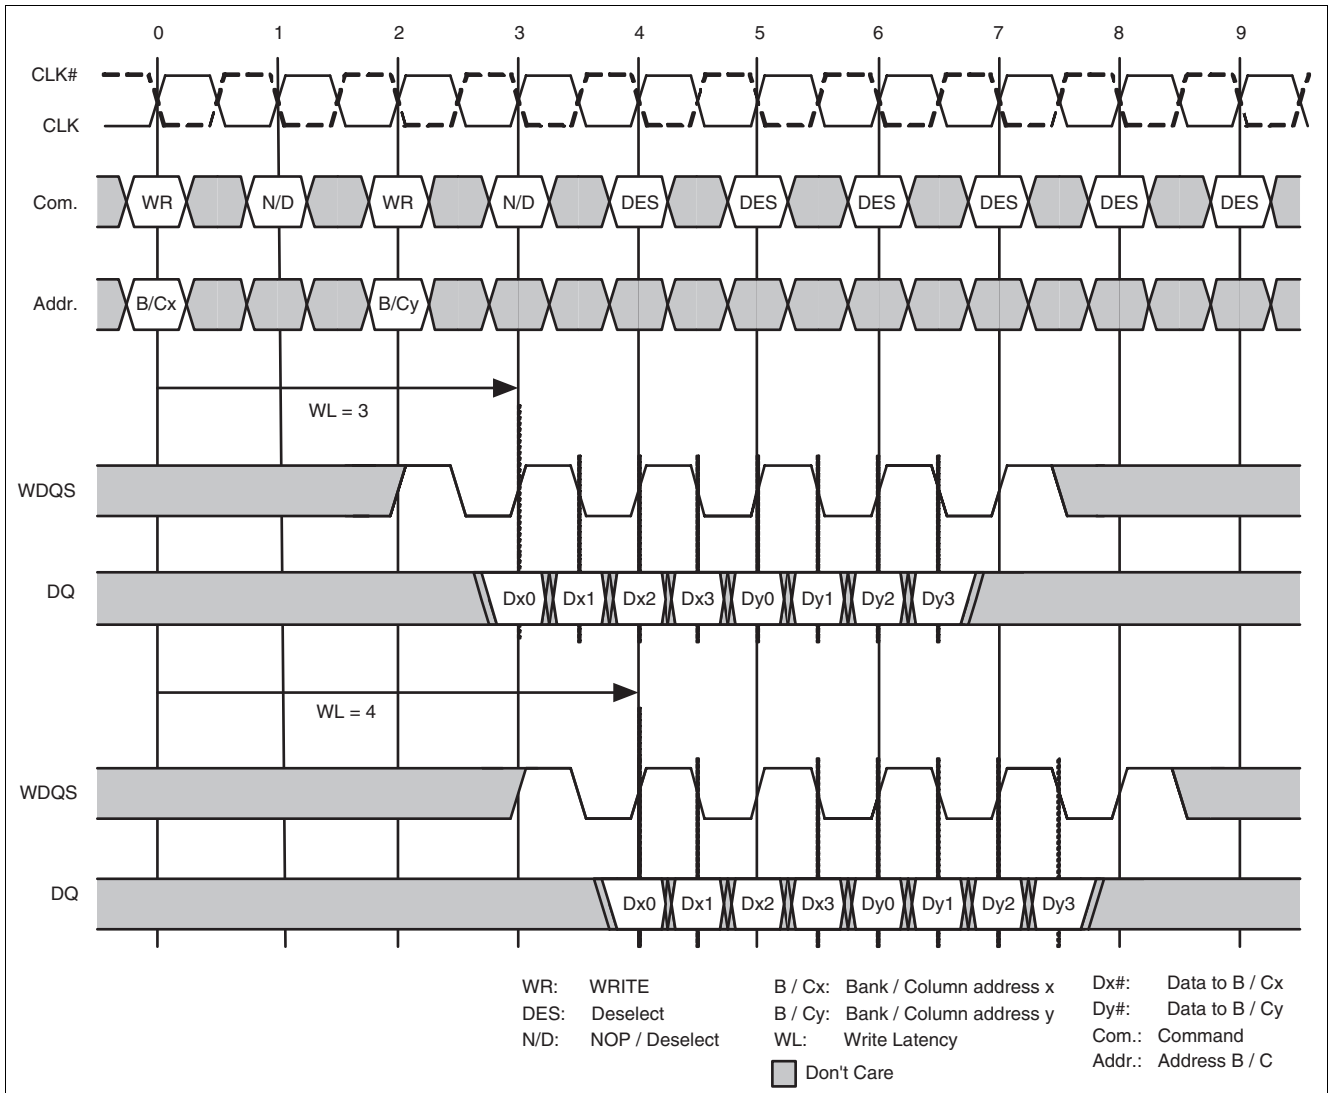 0 1 2 3 4 5 6 7 8 9
CLK#
CLK
Com. WR N/D WR N/D DES DES DES DES DES DES
Addr. B/Cx B/Cy
WL = 3
WDQS
DQ Dx0 Dx1 Dx2 Dx3 Dy0 Dy1 Dy2 Dy3
WL = 4
WDQS
DQ Dx0 Dx1 Dx2 Dx3 Dy0 Dy1 Dy2 Dy3
WR: WRITE
DES: Deselect
N/D: NOP / Deselect
B / Cx: Bank / Column address x
B / Cy: Bank / Column address y
WL: Write Latency
Don't Care
Dx#: Data to B / Cx
Dy#: Data to B / Cy
Com.: Command
Addr.: Address B / C